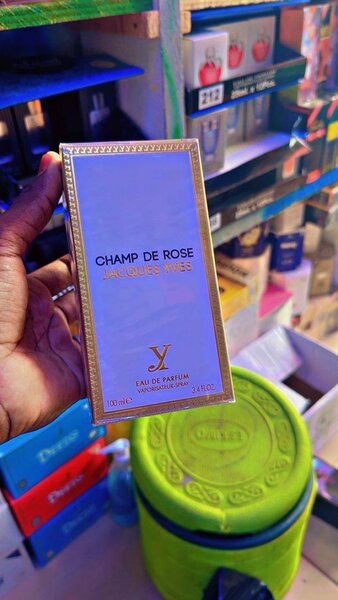 212
CHAMP DE ROSE
JACQUES YVES
Y
EAU DE PARFUM
VAPORISATEUR-SPRAY
100 ml e 3.4 FL.OZ